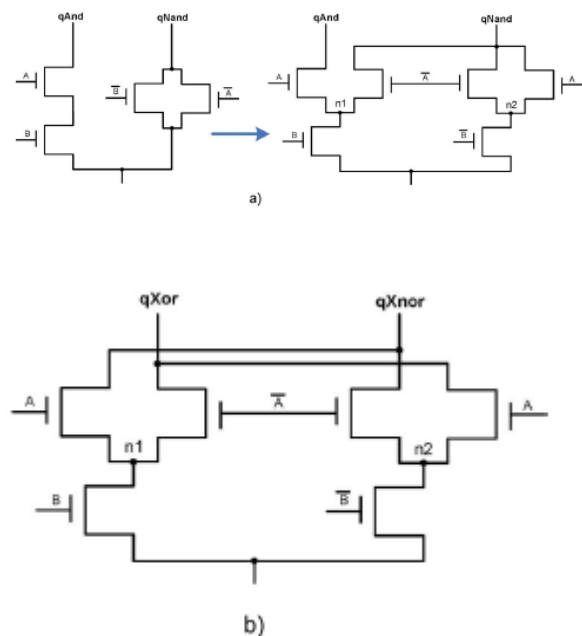 qAnd qNand qAnd qNand
A B̅ A̅ A A̅ A
n1 n2
B B B̅
a)
qXor qXnor
A A̅ A
n1 n2
B B̅
b)